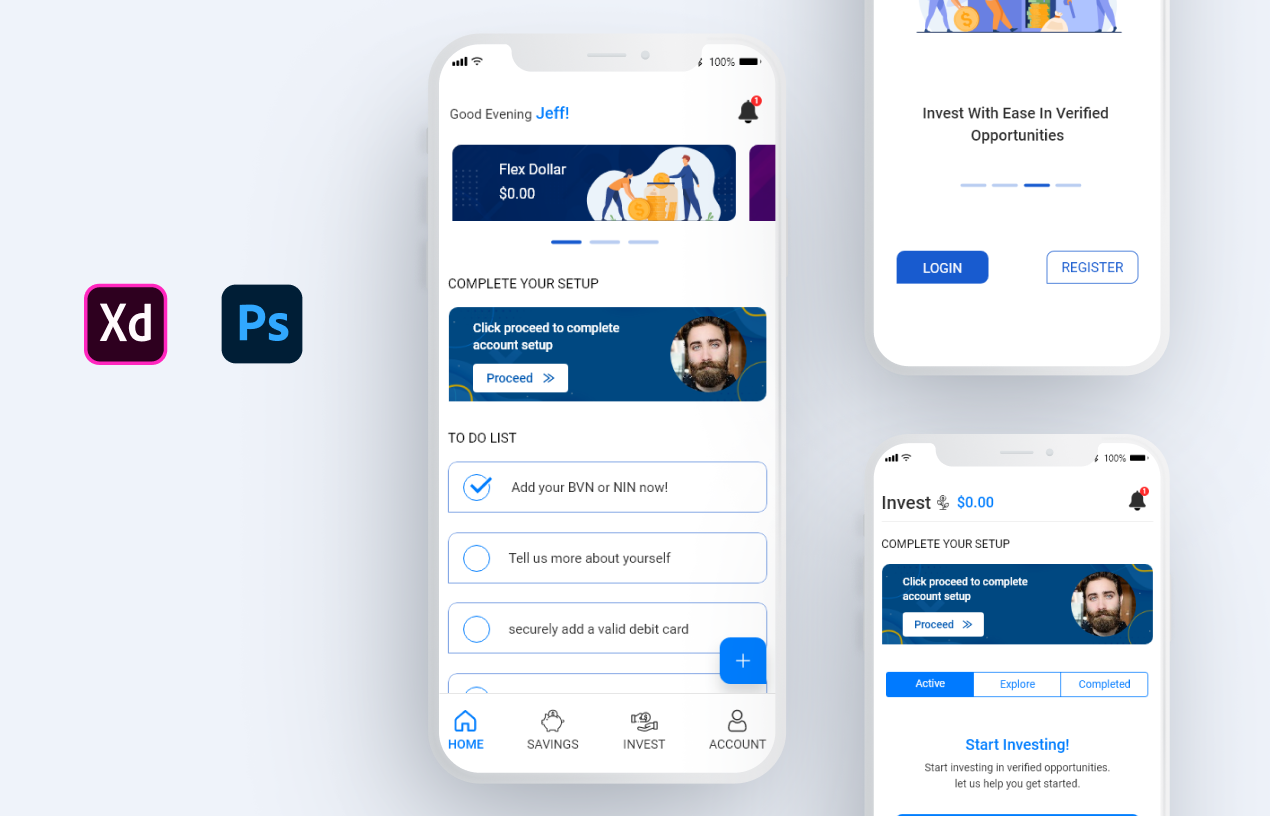 Xd
Ps
100%
Good Evening Jeff!
1
Flex Dollar
$0.00
COMPLETE YOUR SETUP
Click proceed to complete
account setup
Proceed
TO DO LIST
Add your BVN or NIN now!
Tell us more about yourself
securely add a valid debit card
HOME
SAVINGS
INVEST
ACCOUNT
Invest With Ease In Verified
Opportunities
LOGIN
REGISTER
100%
Invest $0.00
1
COMPLETE YOUR SETUP
Click proceed to complete
account setup
Proceed
Active
Explore
Completed
Start Investing!
Start investing in verified opportunities.
let us help you get started.